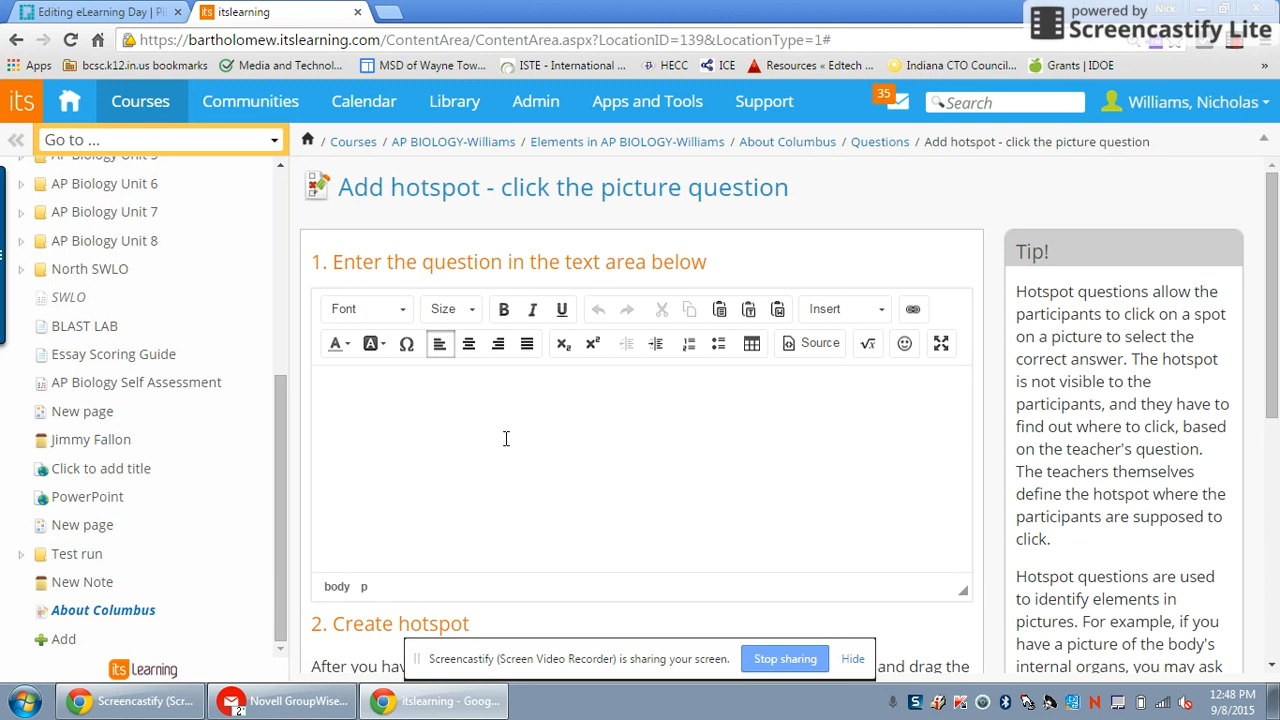 Editing eLearning Day | Pi
itslearning
Nick
powered by
Screencastify Lite
https://bartholomew.itslearning.com/ContentArea/ContentArea.aspx?LocationID=139&LocationType=1#
Apps
bcsc.k12.in.us bookmarks
Media and Technol...
MSD of Wayne Tow...
ISTE - International ...
HECC
ICE
Resources « Edtech ...
Indiana CTO Council...
Grants | IDOE
»
its
Courses
Communities
Calendar
Library
Admin
Apps and Tools
Support
35
Search
Williams, Nicholas
Go to ...
/ Courses / AP BIOLOGY-Williams / Elements in AP BIOLOGY-Williams / About Columbus / Questions / Add hotspot - click the picture question
AP Biology Unit 5
AP Biology Unit 6
AP Biology Unit 7
AP Biology Unit 8
North SWLO
SWLO
BLAST LAB
Essay Scoring Guide
AP Biology Self Assessment
New page
Jimmy Fallon
Click to add title
PowerPoint
New page
Test run
New Note
About Columbus
Add
itslearning
Add hotspot - click the picture question
1. Enter the question in the text area below
Font
Size
B I U
Insert
A
A
Ω
x₂
x²
Source
√x
body p
2. Create hotspot
After you hav
and drag the
Tip!
Hotspot questions allow the
participants to click on a spot
on a picture to select the
correct answer. The hotspot
is not visible to the
participants, and they have to
find out where to click, based
on the teacher's question.
The teachers themselves
define the hotspot where the
participants are supposed to
click.
Hotspot questions are used
to identify elements in
pictures. For example, if you
have a picture of the body's
internal organs, you may ask
Screencastify (Screen Video Recorder) is sharing your screen.
Stop sharing
Hide
Screencastify (Scr...
2
Novell GroupWise...
itslearning - Goog...
12:48 PM
9/8/2015